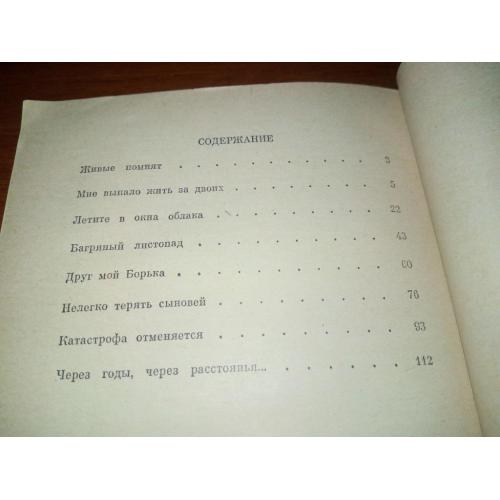 СОДЕРЖАНИЕ
Живые помнят . . . . . . . . . . . 3
Мне выпало жить за двоих . . . . . . . . 5
Летите в окна облака . . . . . . . . . 22
Багряный листопад . . . . . . . . . 43
Друг мой Борька . . . . . . . . . . 60
Нелегко терять сыновей . . . . . . . . 76
Катастрофа отменяется . . . . . . . . 93
Через годы, через расстоянья... . . . . . . 112